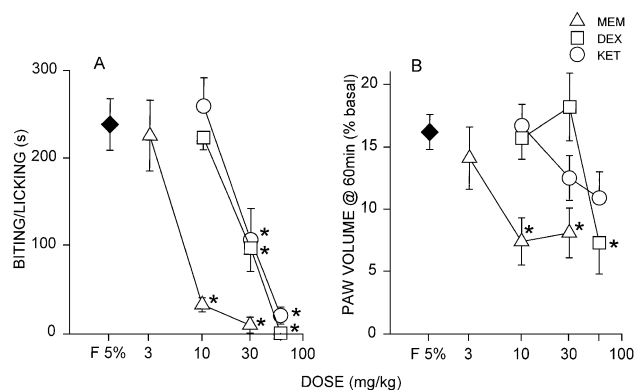 MEM
DEX
KET
A
B
300
200
100
0
BITING/LICKING (s)
20
15
10
5
0
PAW VOLUME @ 60min (% basal)
* * * * * *
* * *
F 5% 3 10 30 100
F 5% 3 10 30 100
DOSE (mg/kg)